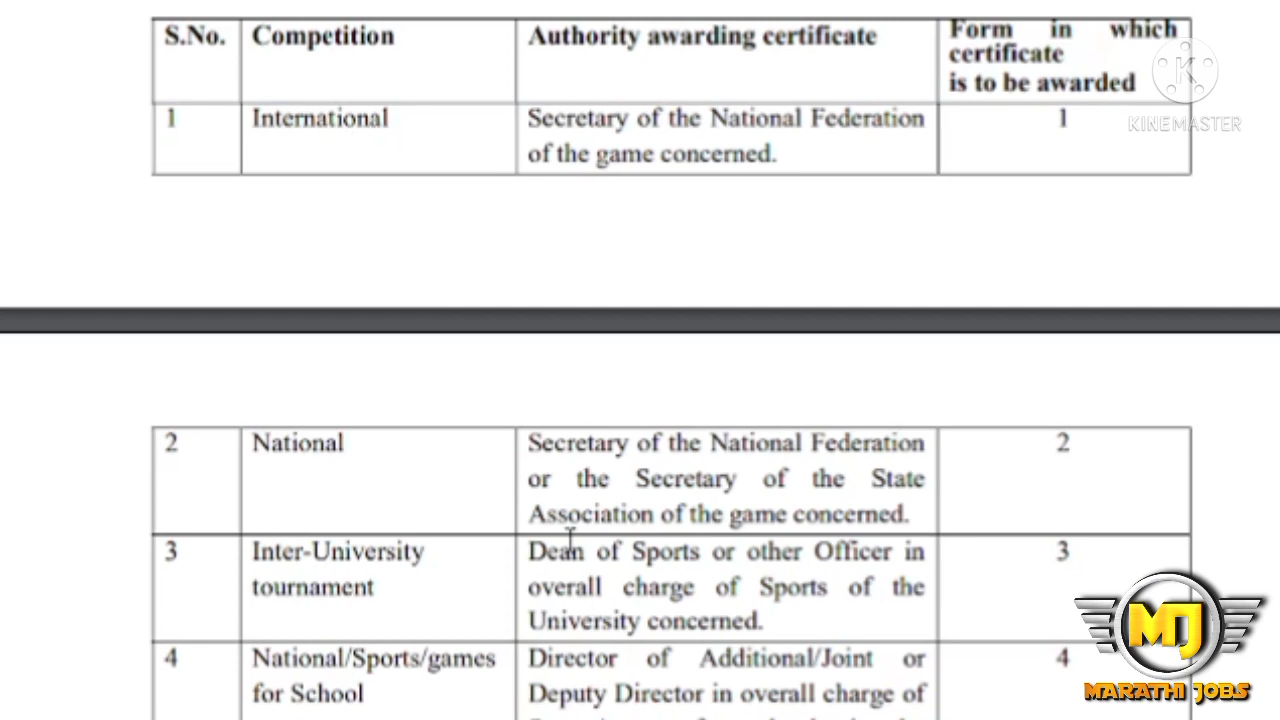 S.No. Competition Authority awarding certificate Form in which
certificate
is to be awarded
1 International Secretary of the National Federation 1
of the game concerned.
KINEMASTER
2 National Secretary of the National Federation 2
or the Secretary of the State
Association of the game concerned.
3 Inter-University Dean of Sports or other Officer in 3
tournament overall charge of Sports of the
University concerned.
4 National/Sports/games Director of Additional/Joint or 4
for School Deputy Director in overall charge of
MJ
MARATHI JOBS